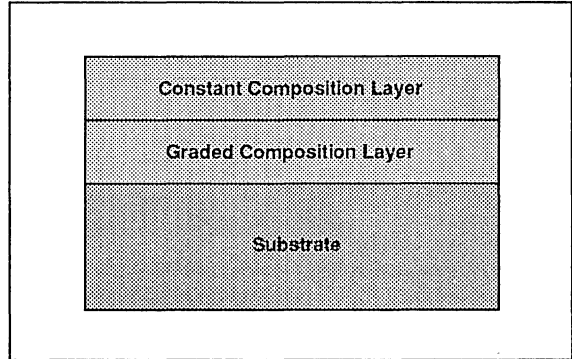 Constant Composition Layer
Graded Composition Layer
Substrate